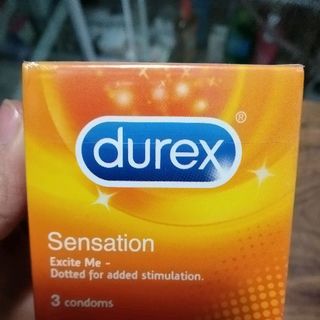 durex®
Sensation
Excite Me -
Dotted for added stimulation.
3 condoms